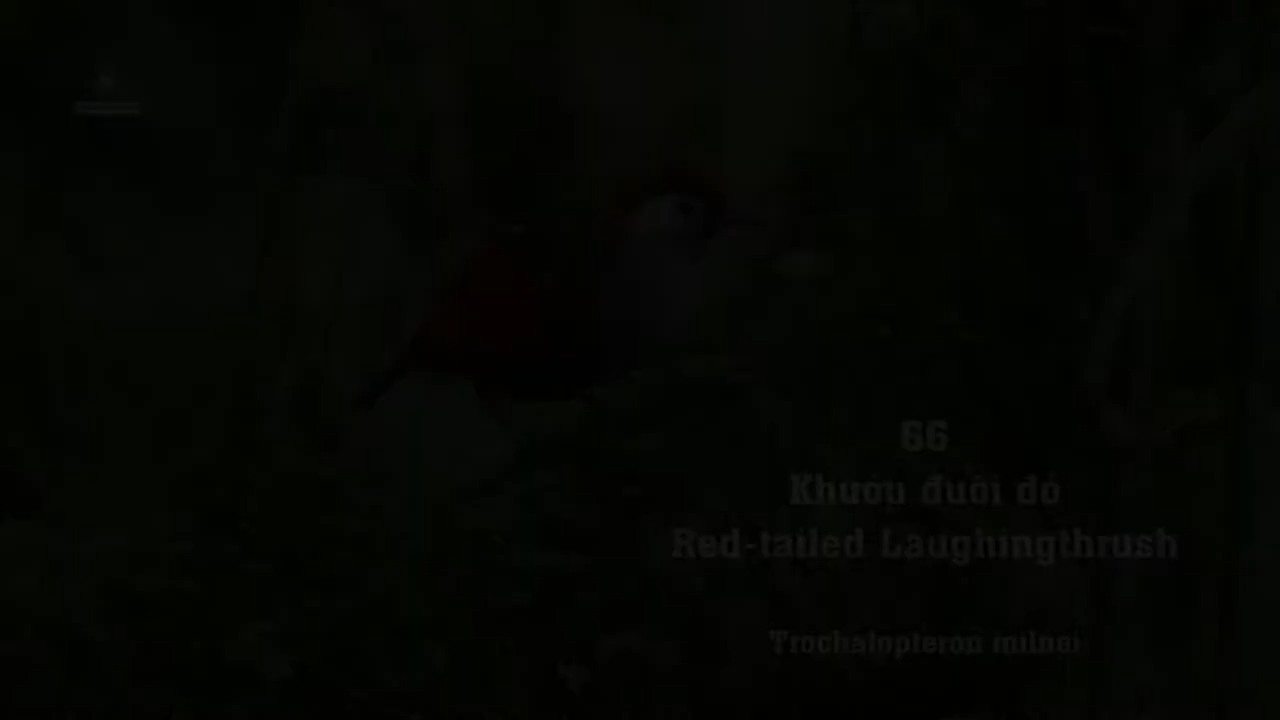 66
Khướu đuôi đỏ
Red-tailed Laughingthrush
Trochalopteron milnei